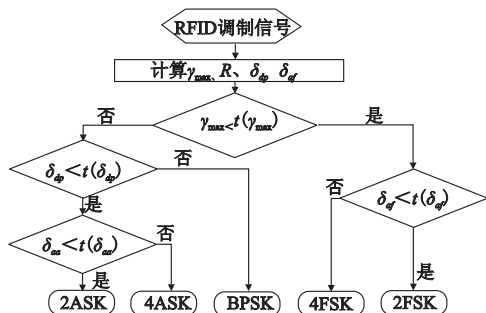 RFID调制信号
计算γmax、R、δdp δaf
否
γmax<t(γmax)
是
δdp<t(δdp)
否
否
δaf<t(δaf)
是
δaa<t(δaa)
否
是
是
2ASK
4ASK
BPSK
4FSK
2FSK